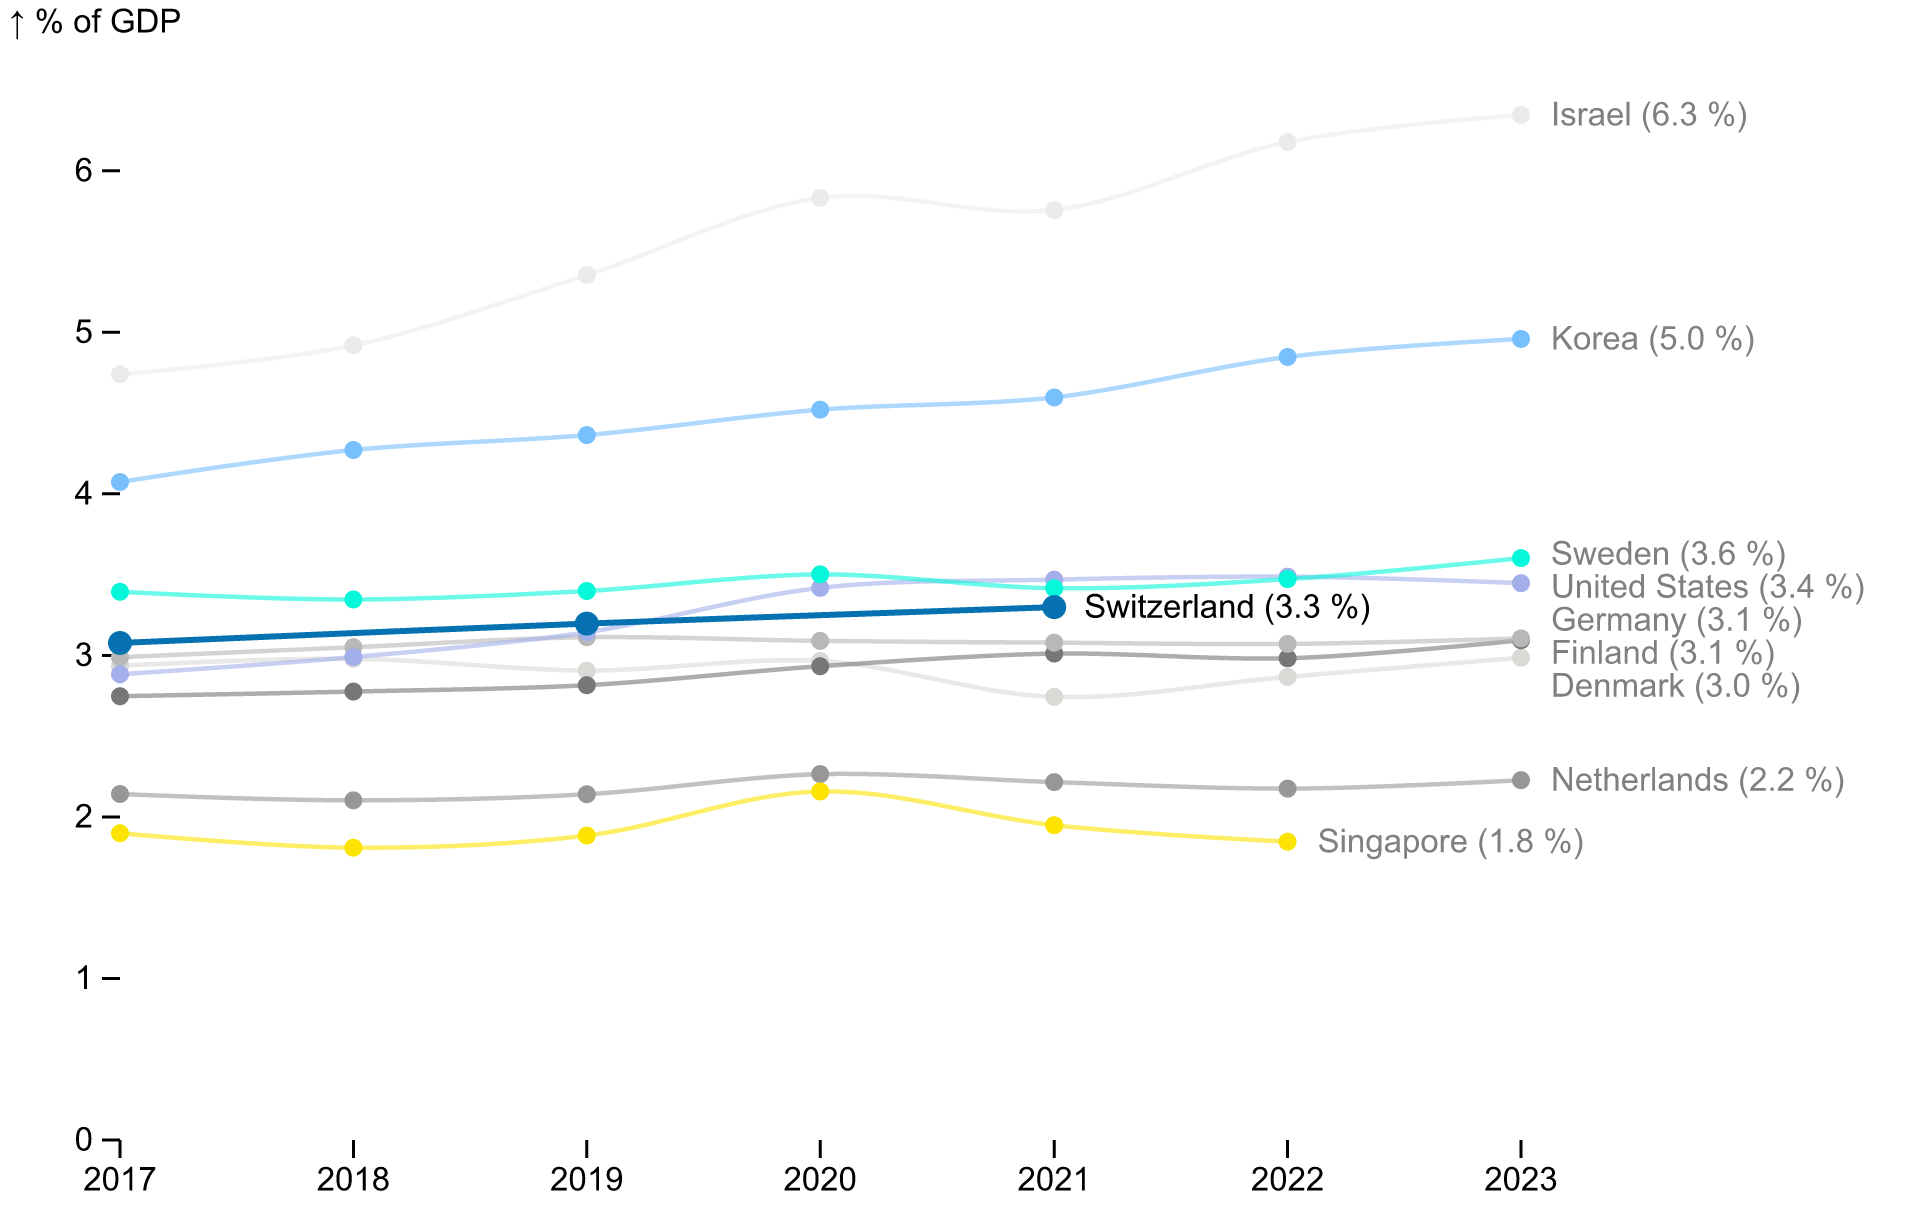 ↑ % of GDP
Israel (6.3 %)
6
5
Korea (5.0 %)
4
Sweden (3.6 %)
United States (3.4 %)
Switzerland (3.3 %)
Germany (3.1 %)
3
Finland (3.1 %)
Denmark (3.0 %)
Netherlands (2.2 %)
2
Singapore (1.8 %)
1
0
2017 2018 2019 2020 2021 2022 2023